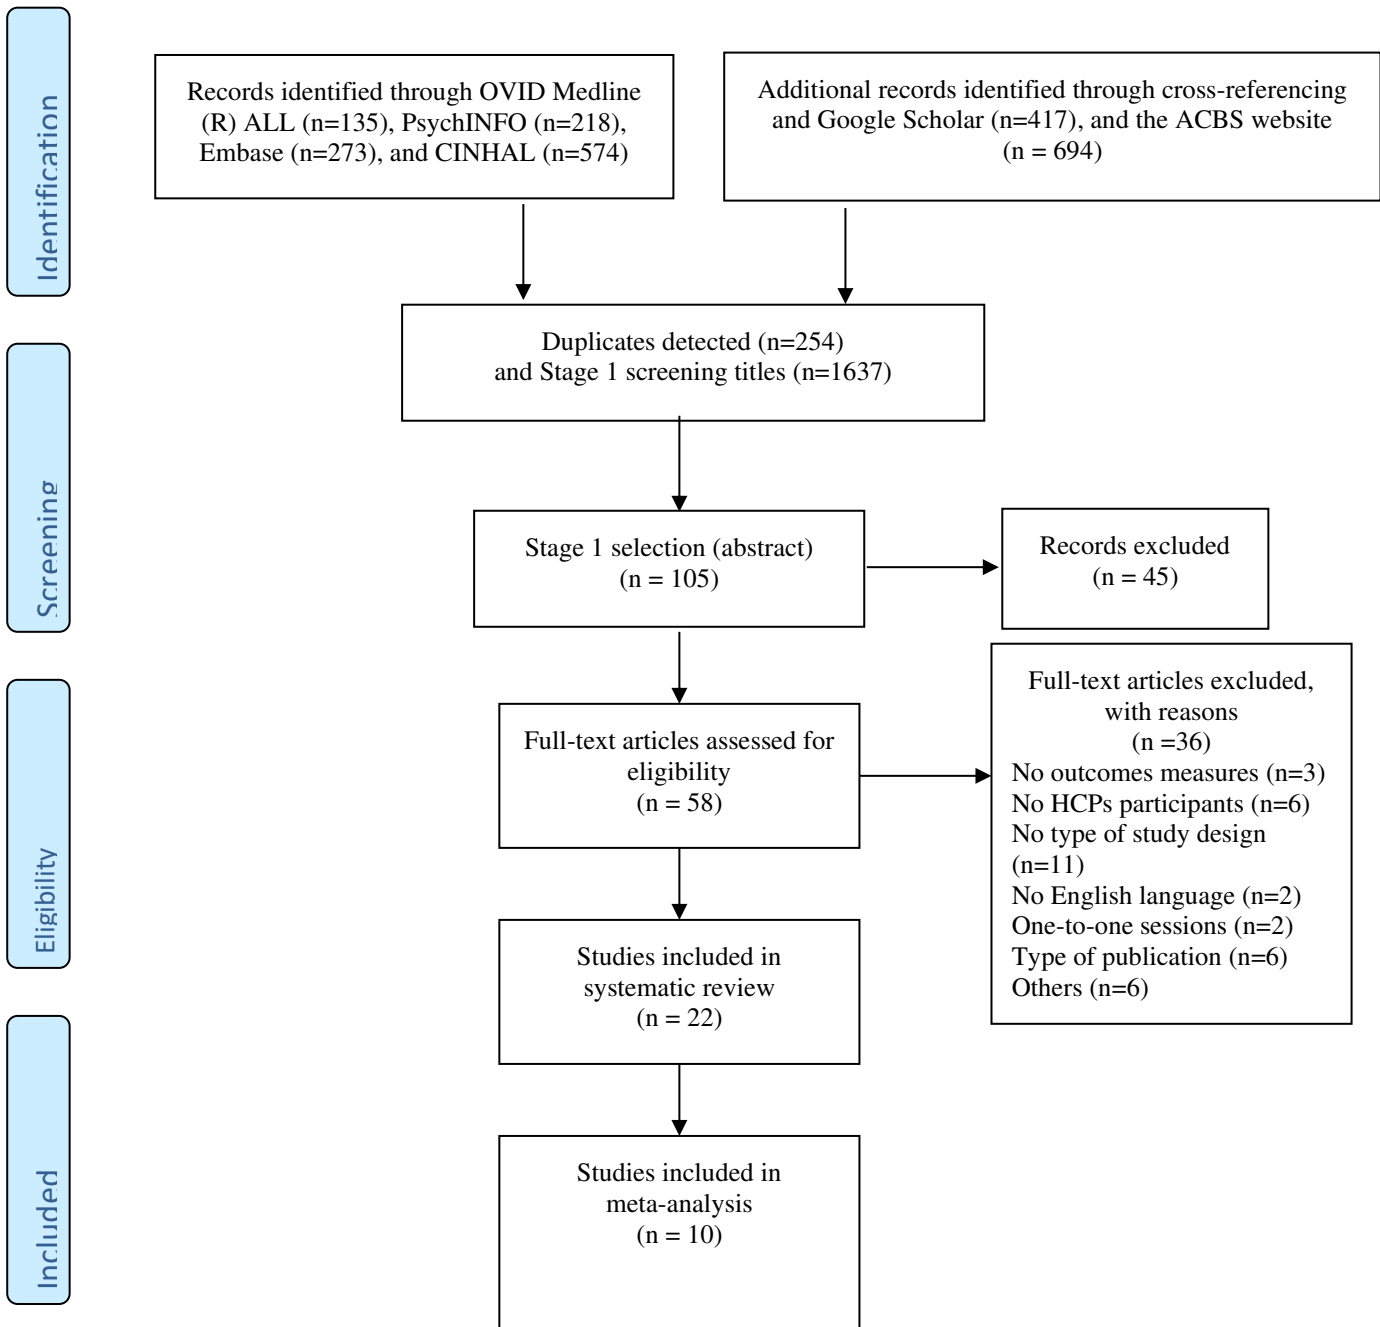 Identification
Records identified through OVID Medline
(R) ALL (n=135), PsychINFO (n=218),
Embase (n=273), and CINHAL (n=574)
Additional records identified through cross-referencing
and Google Scholar (n=417), and the ACBS website
(n = 694)
Duplicates detected (n=254)
and Stage 1 screening titles (n=1637)
Screening
Stage 1 selection (abstract)
(n = 105)
Records excluded
(n = 45)
Eligibility
Full-text articles assessed for
eligibility
(n = 58)
Full-text articles excluded,
with reasons
(n =36)
No outcomes measures (n=3)
No HCPs participants (n=6)
No type of study design
(n=11)
No English language (n=2)
One-to-one sessions (n=2)
Type of publication (n=6)
Others (n=6)
Studies included in
systematic review
(n = 22)
Included
Studies included in
meta-analysis
(n = 10)